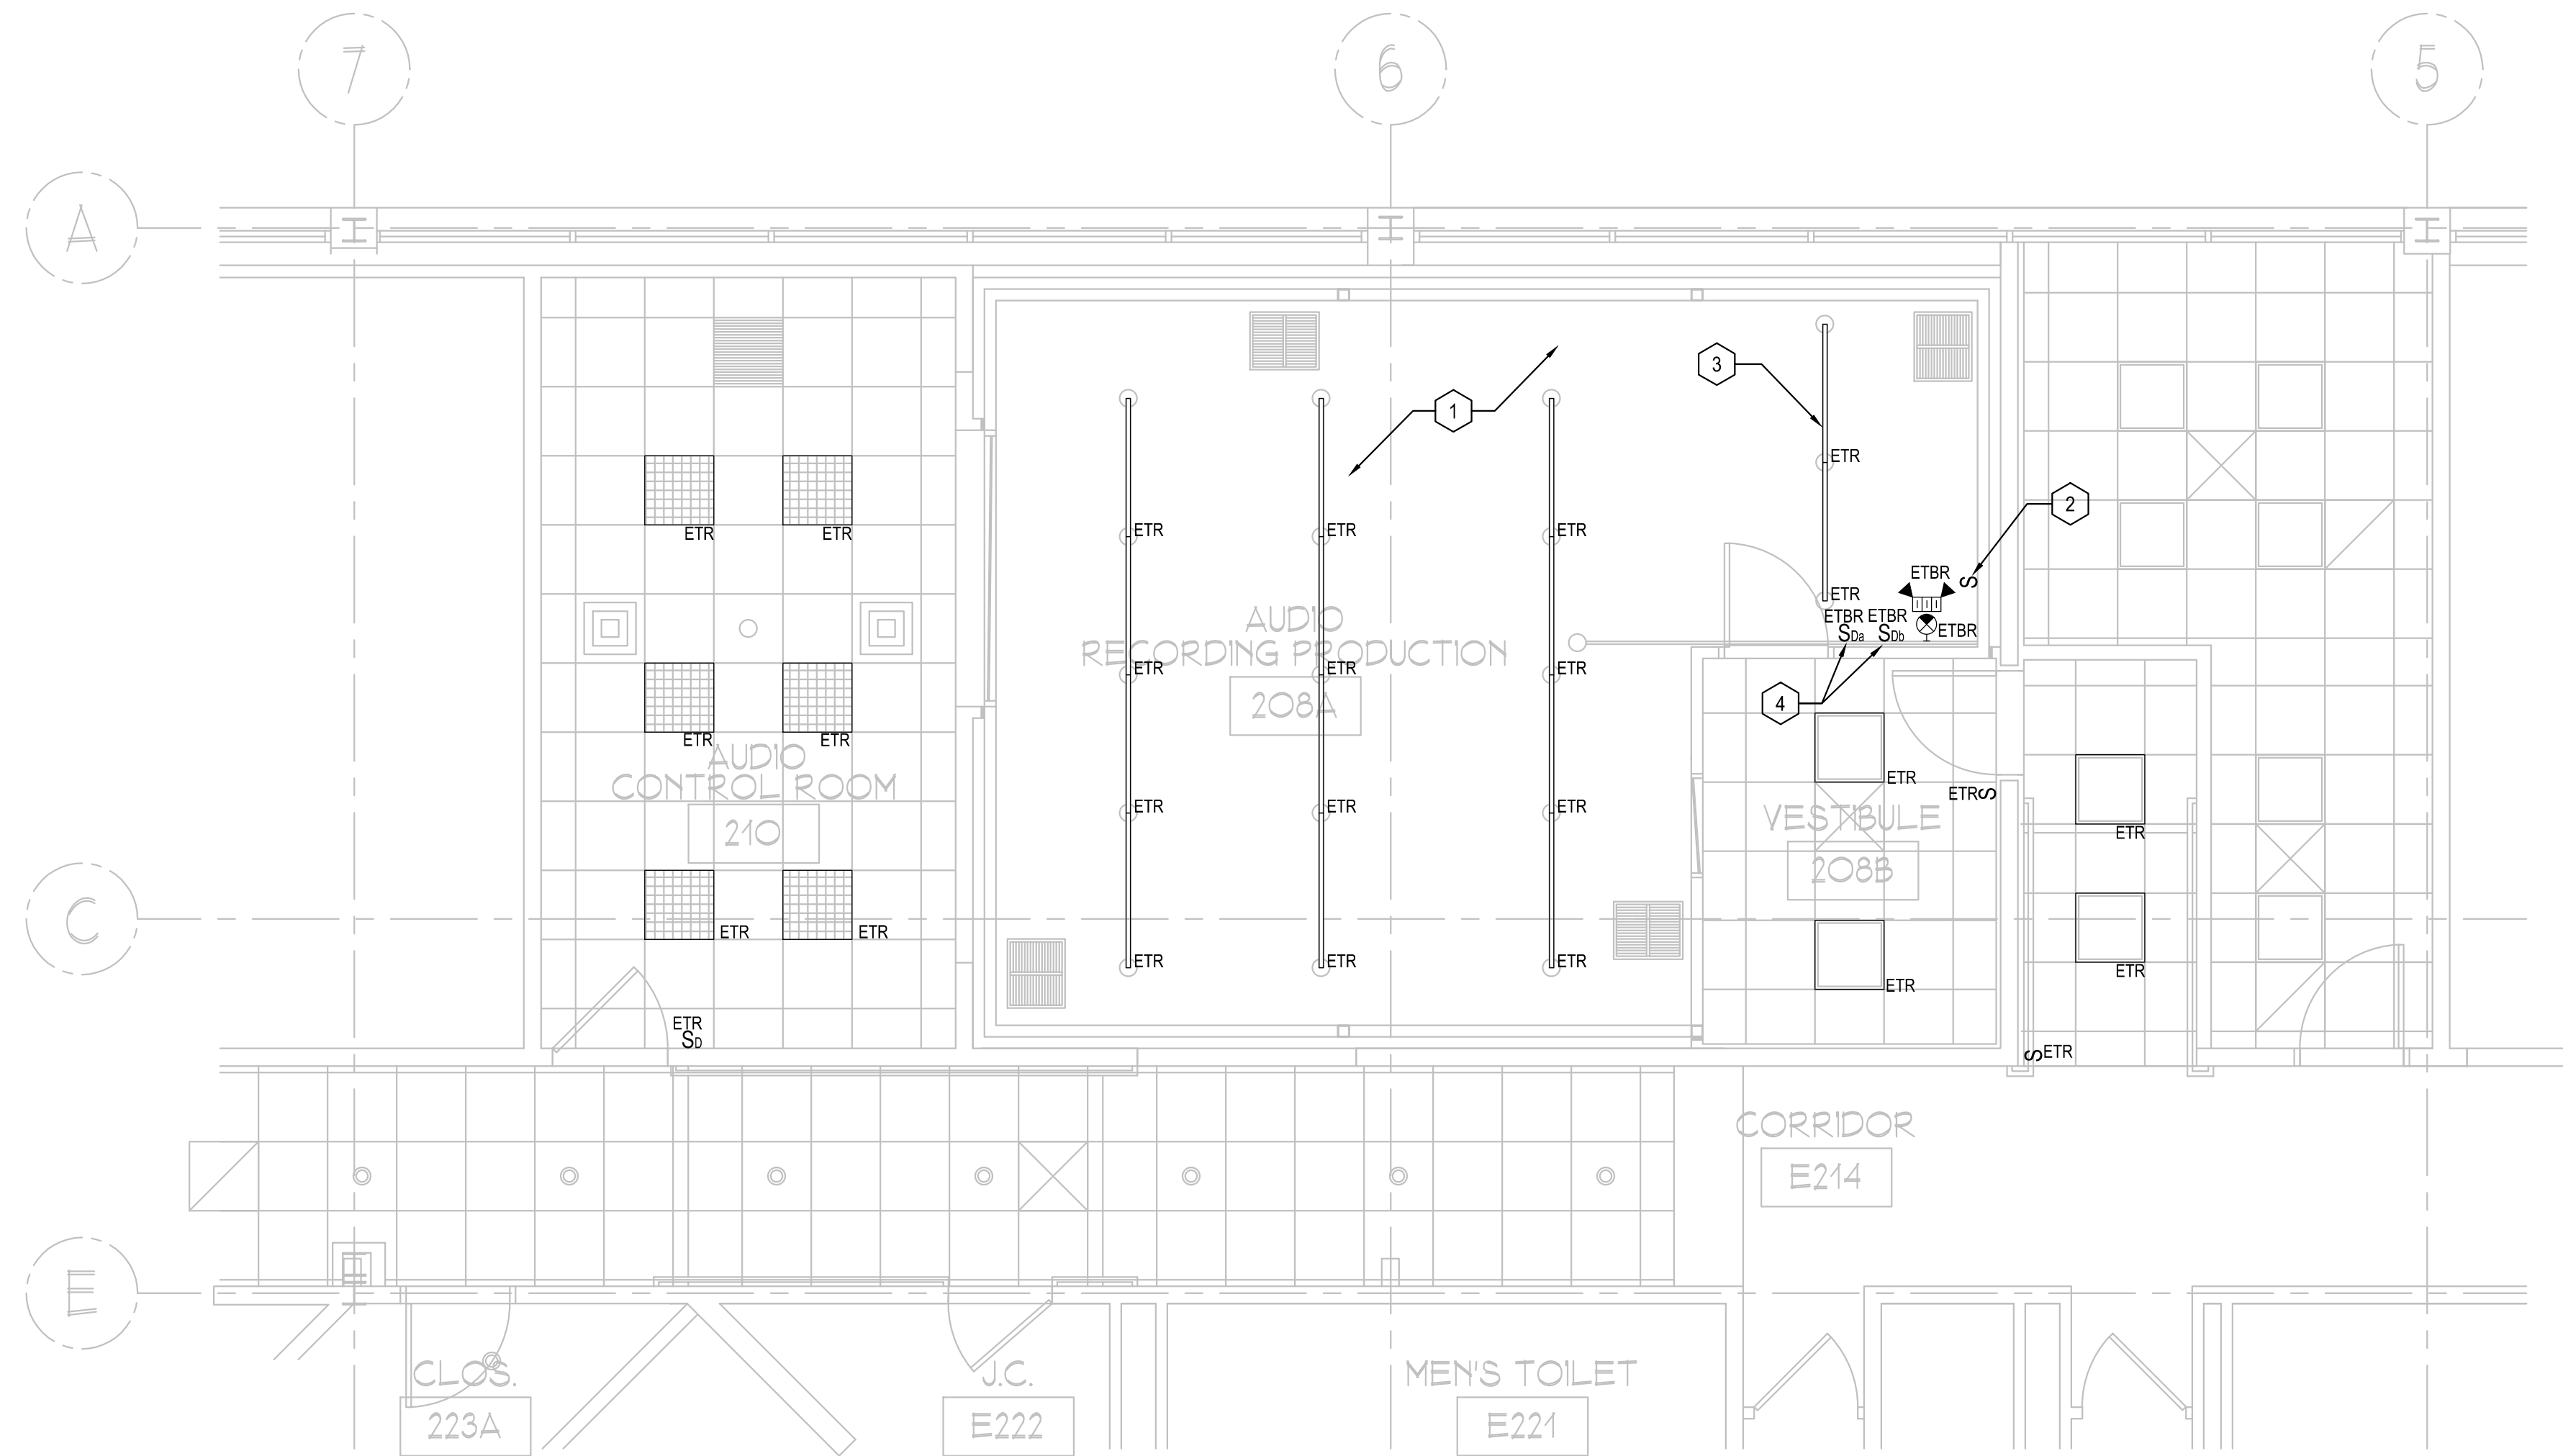 7
6
5
A
1
3
ETR
2
ETR
ETR
ETR
ETR
ETR
ETBR
ETR
ETBR
ETBR
S
AUDIO
RECORDING PRODUCTION
208A
SDa
SDb
ETBR
ETR
ETR
ETR
4
ETR
ETR
AUDIO
CONTROL ROOM
210
ETR
ETR S
ETR
ETR
ETR
VESTIBULE
208B
ETR
C
ETR
ETR
ETR
ETR
ETR
ETR
ETR
ETR
ETR
SD
S ETR
CORRIDOR
E214
E
CLOS.
223A
J.C.
E222
MEN'S TOILET
E221